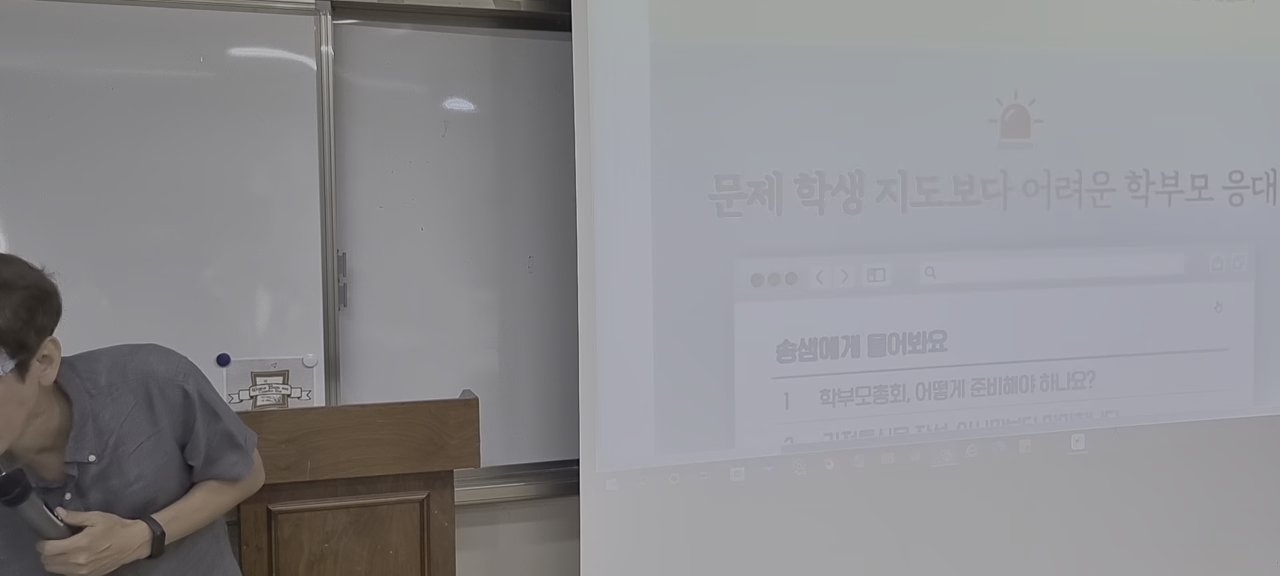 문제 학생 지도보다 어려운 학부모 응대
송샘에게 물어봐요
1 학부모총회, 어떻게 준비해야 하나요?
2